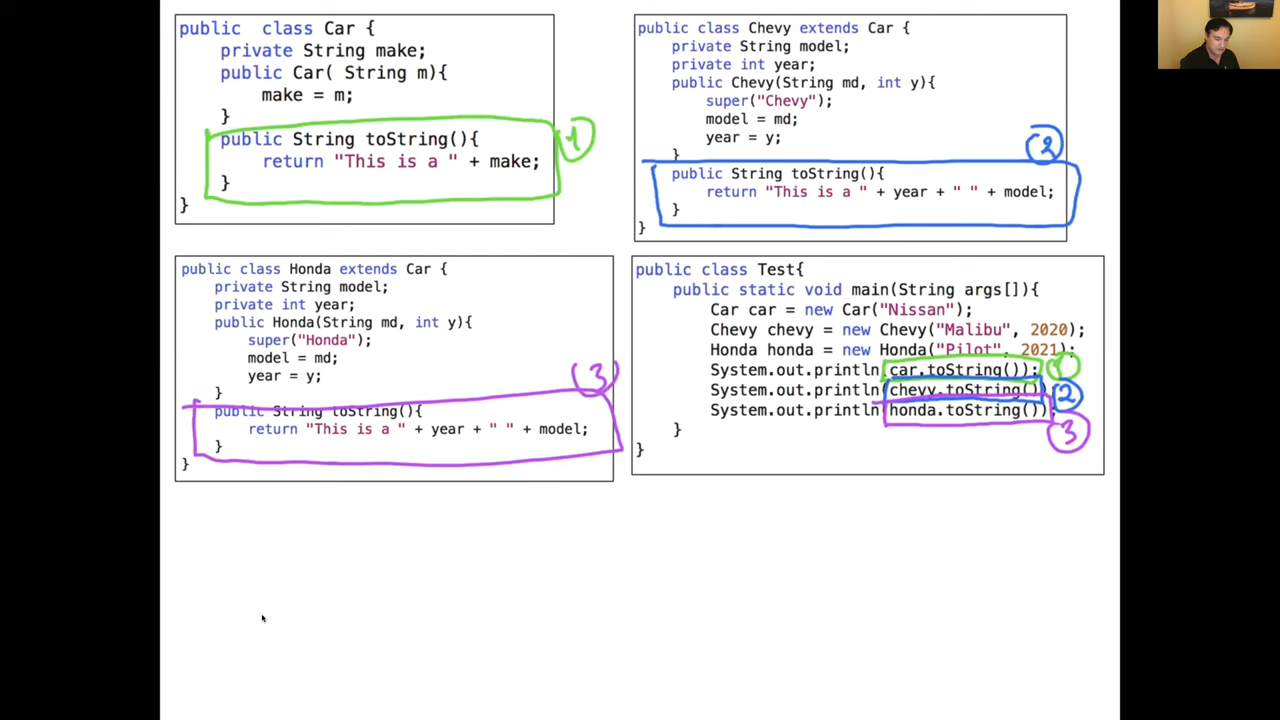 public  class Car {
private String make;
public Car( String m){
make = m;
}
public String toString(){
return "This is a " + make;
}
}
1
public class Chevy extends Car {
private String model;
private int year;
public Chevy(String md, int y){
super("Chevy");
model = md;
year = y;
}
public String toString(){
return "This is a " + year + " " + model;
}
}
2
public class Honda extends Car {
private String model;
private int year;
public Honda(String md, int y){
super("Honda");
model = md;
year = y;
}
public String toString(){
return "This is a " + year + " " + model;
}
}
3
public class Test{
public static void main(String args[]){
Car car = new Car("Nissan");
Chevy chevy = new Chevy("Malibu", 2020);
Honda honda = new Honda("Pilot", 2021);
System.out.println(car.toString()); 1
System.out.println(chevy.toString()); 2
System.out.println(honda.toString()); 3
}
}